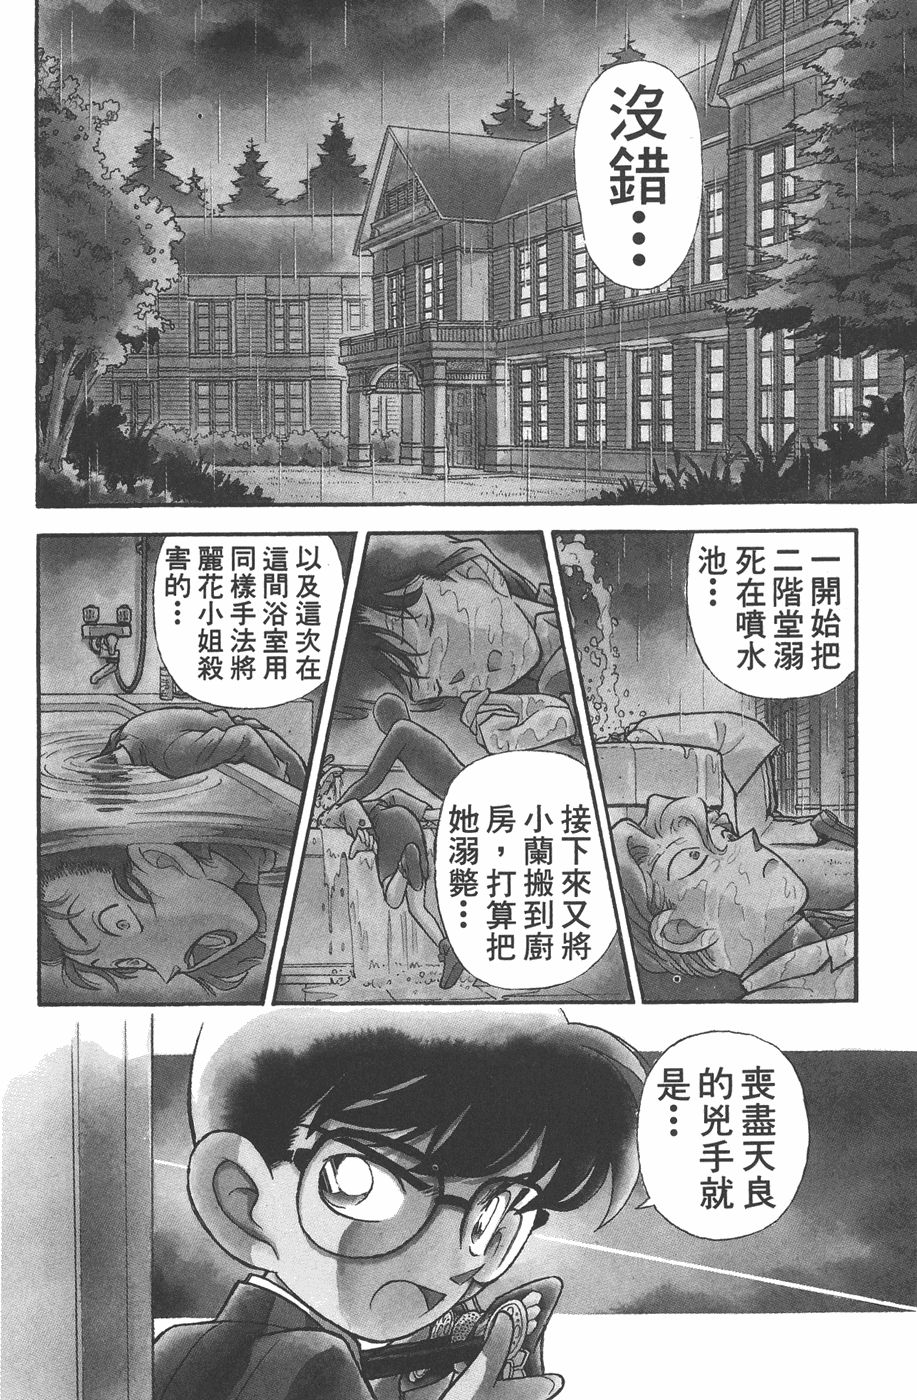 沒錯…
一開始把
二階堂溺
死在噴水
池…
接下來又將
小蘭搬到廚
房，打算把
她溺斃…
以及這次在
這間浴室用
同樣手法將
麗花小姐殺
害的…
喪盡天良
的兇手就
是…